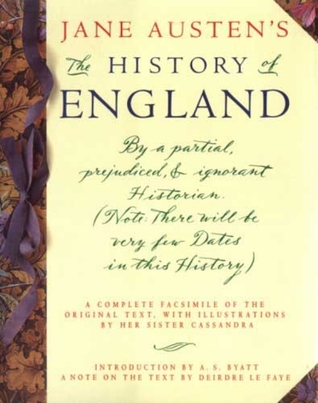 JANE AUSTEN'S
The HISTORY of
ENGLAND
By a partial,
prejudiced, & ignorant
Historian.
(Note: There will be
very few Dates
in this History)
A COMPLETE FACSIMILE OF THE
ORIGINAL TEXT, WITH ILLUSTRATIONS
BY HER SISTER CASSANDRA
INTRODUCTION BY A. S. BYATT
A NOTE ON THE TEXT BY DEIRDRE LE FAYE